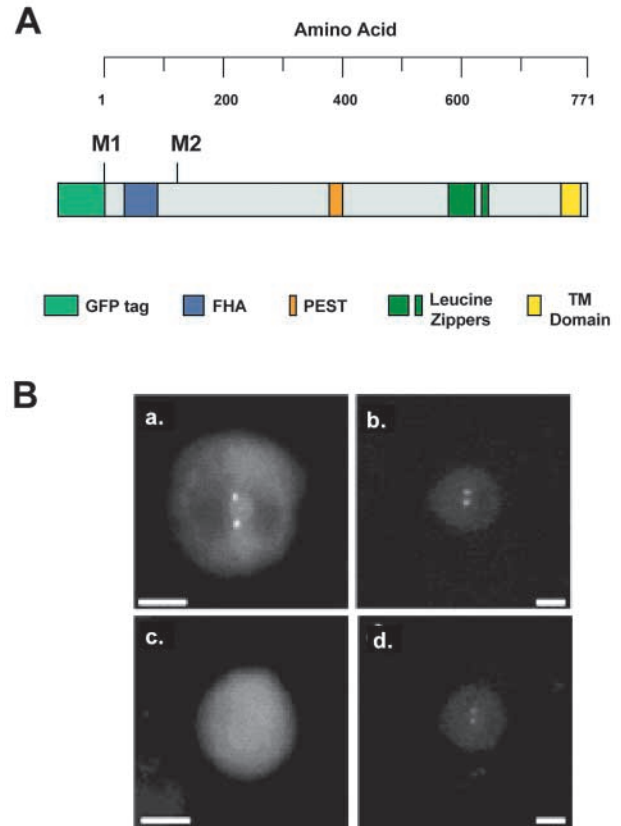 A
Amino Acid
1 200 400 600 771
M1 M2
GFP tag FHA PEST Leucine Zippers TM Domain
B
a. b.
c. d.